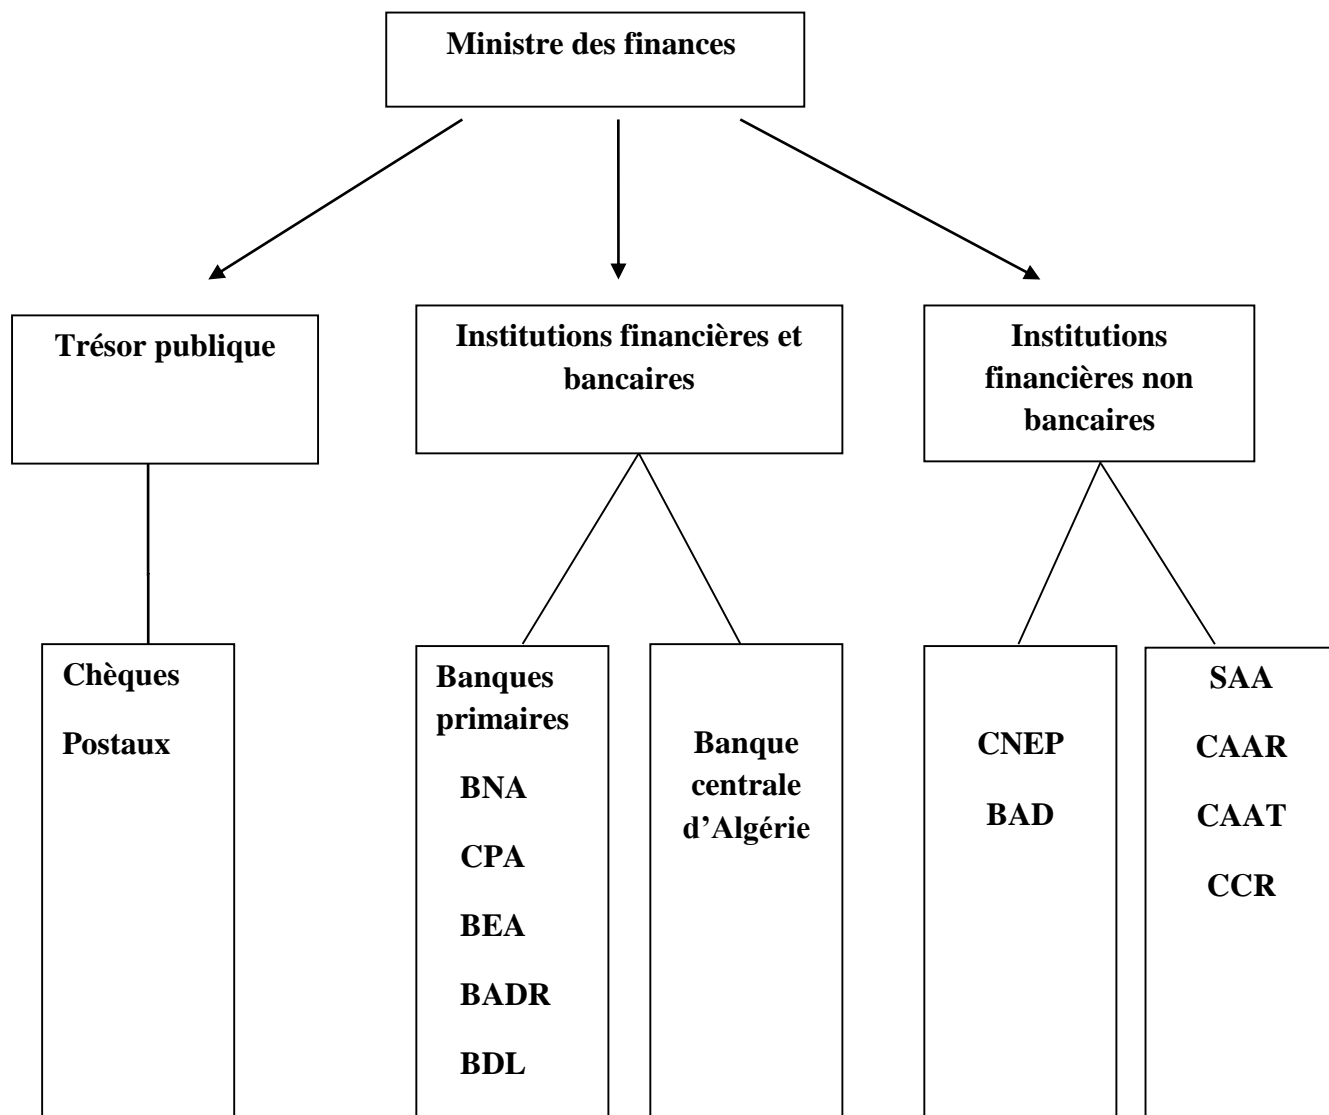 Ministre des finances
Trésor publique
Institutions financières et
bancaires
Institutions
financières non
bancaires
Chèques
Postaux
Banques
primaires
BNA
CPA
BEA
BADR
BDL
Banque
centrale
d’Algérie
CNEP
BAD
SAA
CAAR
CAAT
CCR